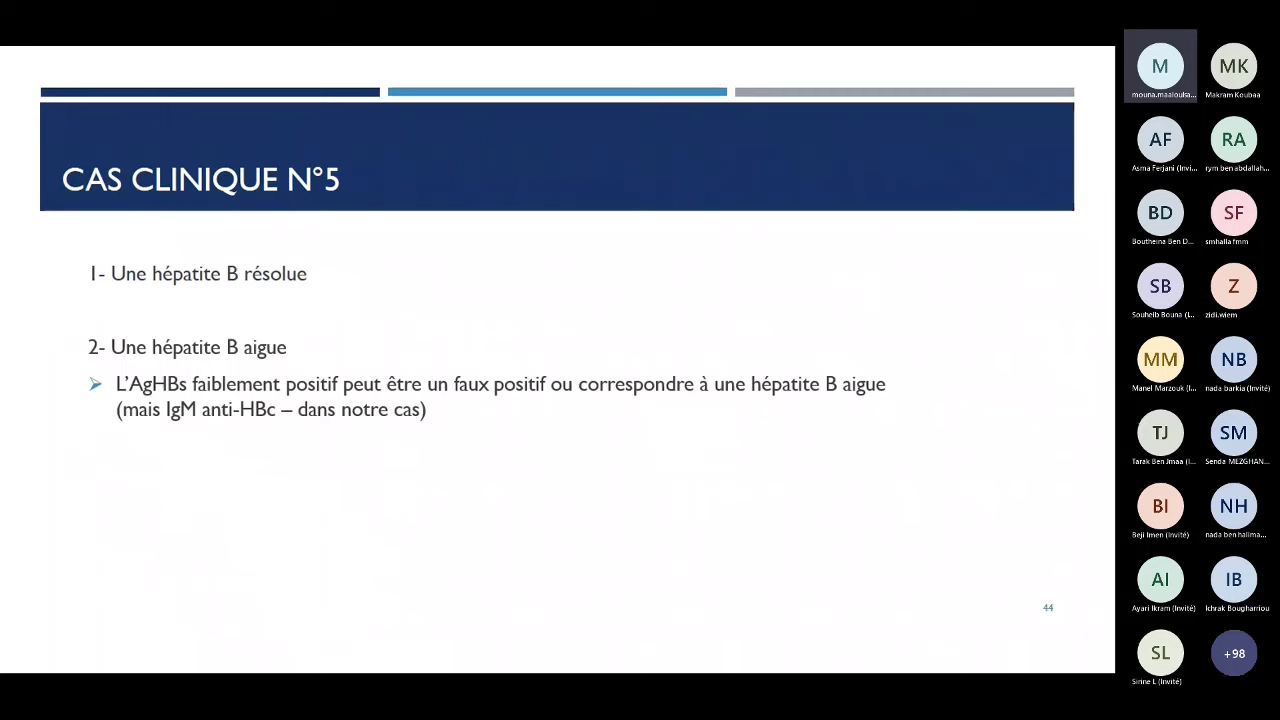 CAS CLINIQUE N°5
1- Une hépatite B résolue
2- Une hépatite B aigue
L'AgHBs faiblement positif peut être un faux positif ou correspondre à une hépatite B aigue
(mais IgM anti-HBc – dans notre cas)
44
M MK
mouna.maaloulsa... Makram Koubaa
AF RA
Asma Ferjani (Invi... rym ben abdallah...
BD SF
Boutheina Ben D... smhalla fmm
SB Z
Souheib Bouna (I... zidi.wiem
MM NB
Manel Marzouk (I... nada barkia (Invité)
TJ SM
Tarak Ben Jmaa (I... Senda MEZGHAN...
BI NH
Beji Imen (Invité) nada ben halima...
AI IB
Ayari Ikram (Invité) Ichrak Bougharriou
SL +98
Sirine L (Invité)